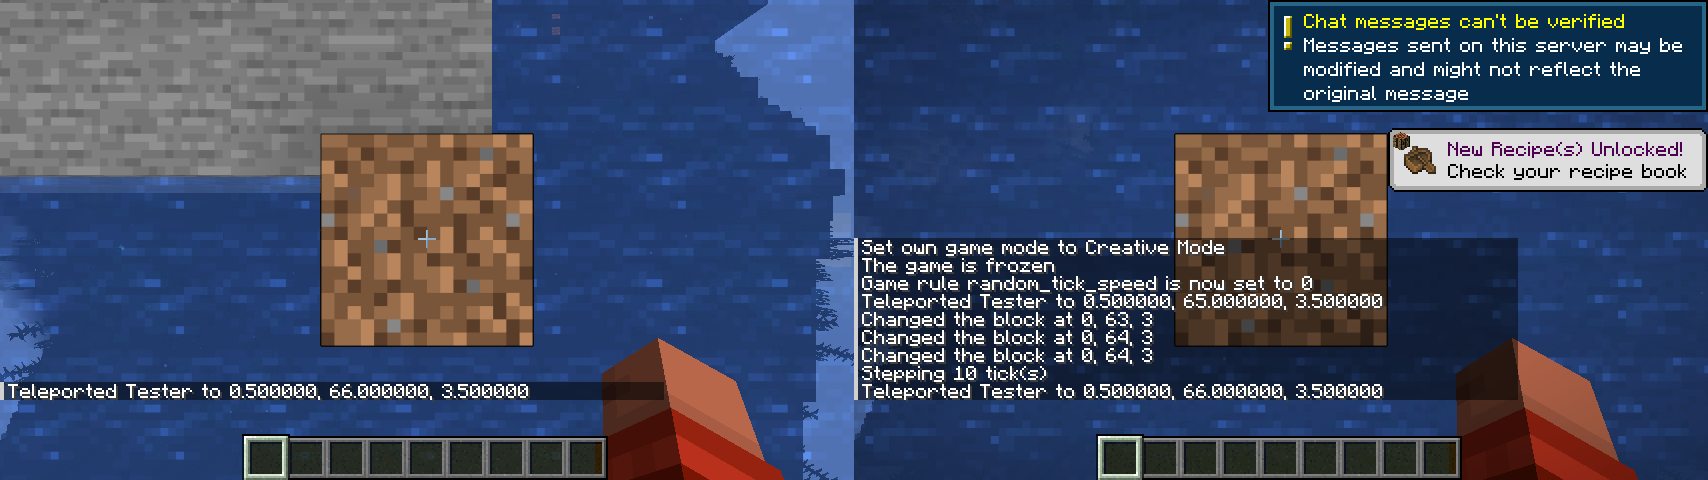 Teleported Tester to 0.500000, 66.000000, 3.500000
Chat messages can't be verified
Messages sent on this server may be
modified and might not reflect the
original message
New Recipe(s) Unlocked!
Check your recipe book
Set own game mode to Creative Mode
The game is frozen
Game rule random_tick_speed is now set to 0
Teleported Tester to 0.500000, 65.000000, 3.500000
Changed the block at 0, 63, 3
Changed the block at 0, 64, 3
Changed the block at 0, 64, 3
Stepping 10 tick(s)
Teleported Tester to 0.500000, 66.000000, 3.500000